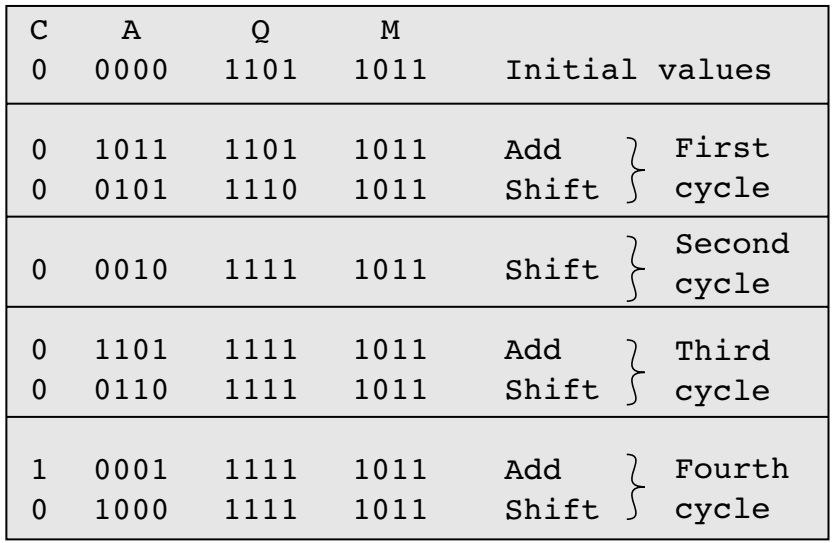 C A Q M
0 0000 1101 1011 Initial values
0 1011 1101 1011 Add First
0 0101 1110 1011 Shift cycle
Second
0 0010 1111 1011 Shift
cycle
0 1101 1111 1011 Add Third
0 0110 1111 1011 Shift cycle
1 0001 1111 1011 Add Fourth
0 1000 1111 1011 Shift cycle